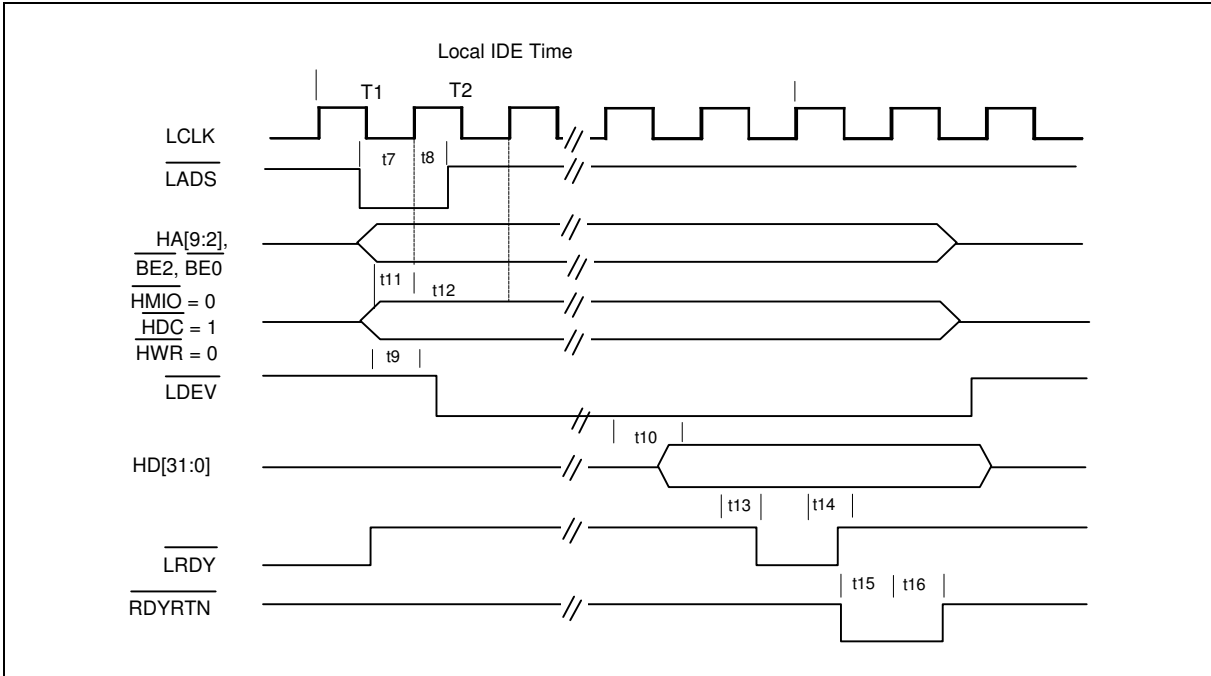 Local IDE Time
T1 T2
LCLK
t7 t8
LADS
HA[9:2],
BE2, BE0
t11 t12
HMIO = 0
HDC = 1
HWR = 0
t9
LDEV
t10
HD[31:0]
t13 t14
LRDY
t15 t16
RDYRTN